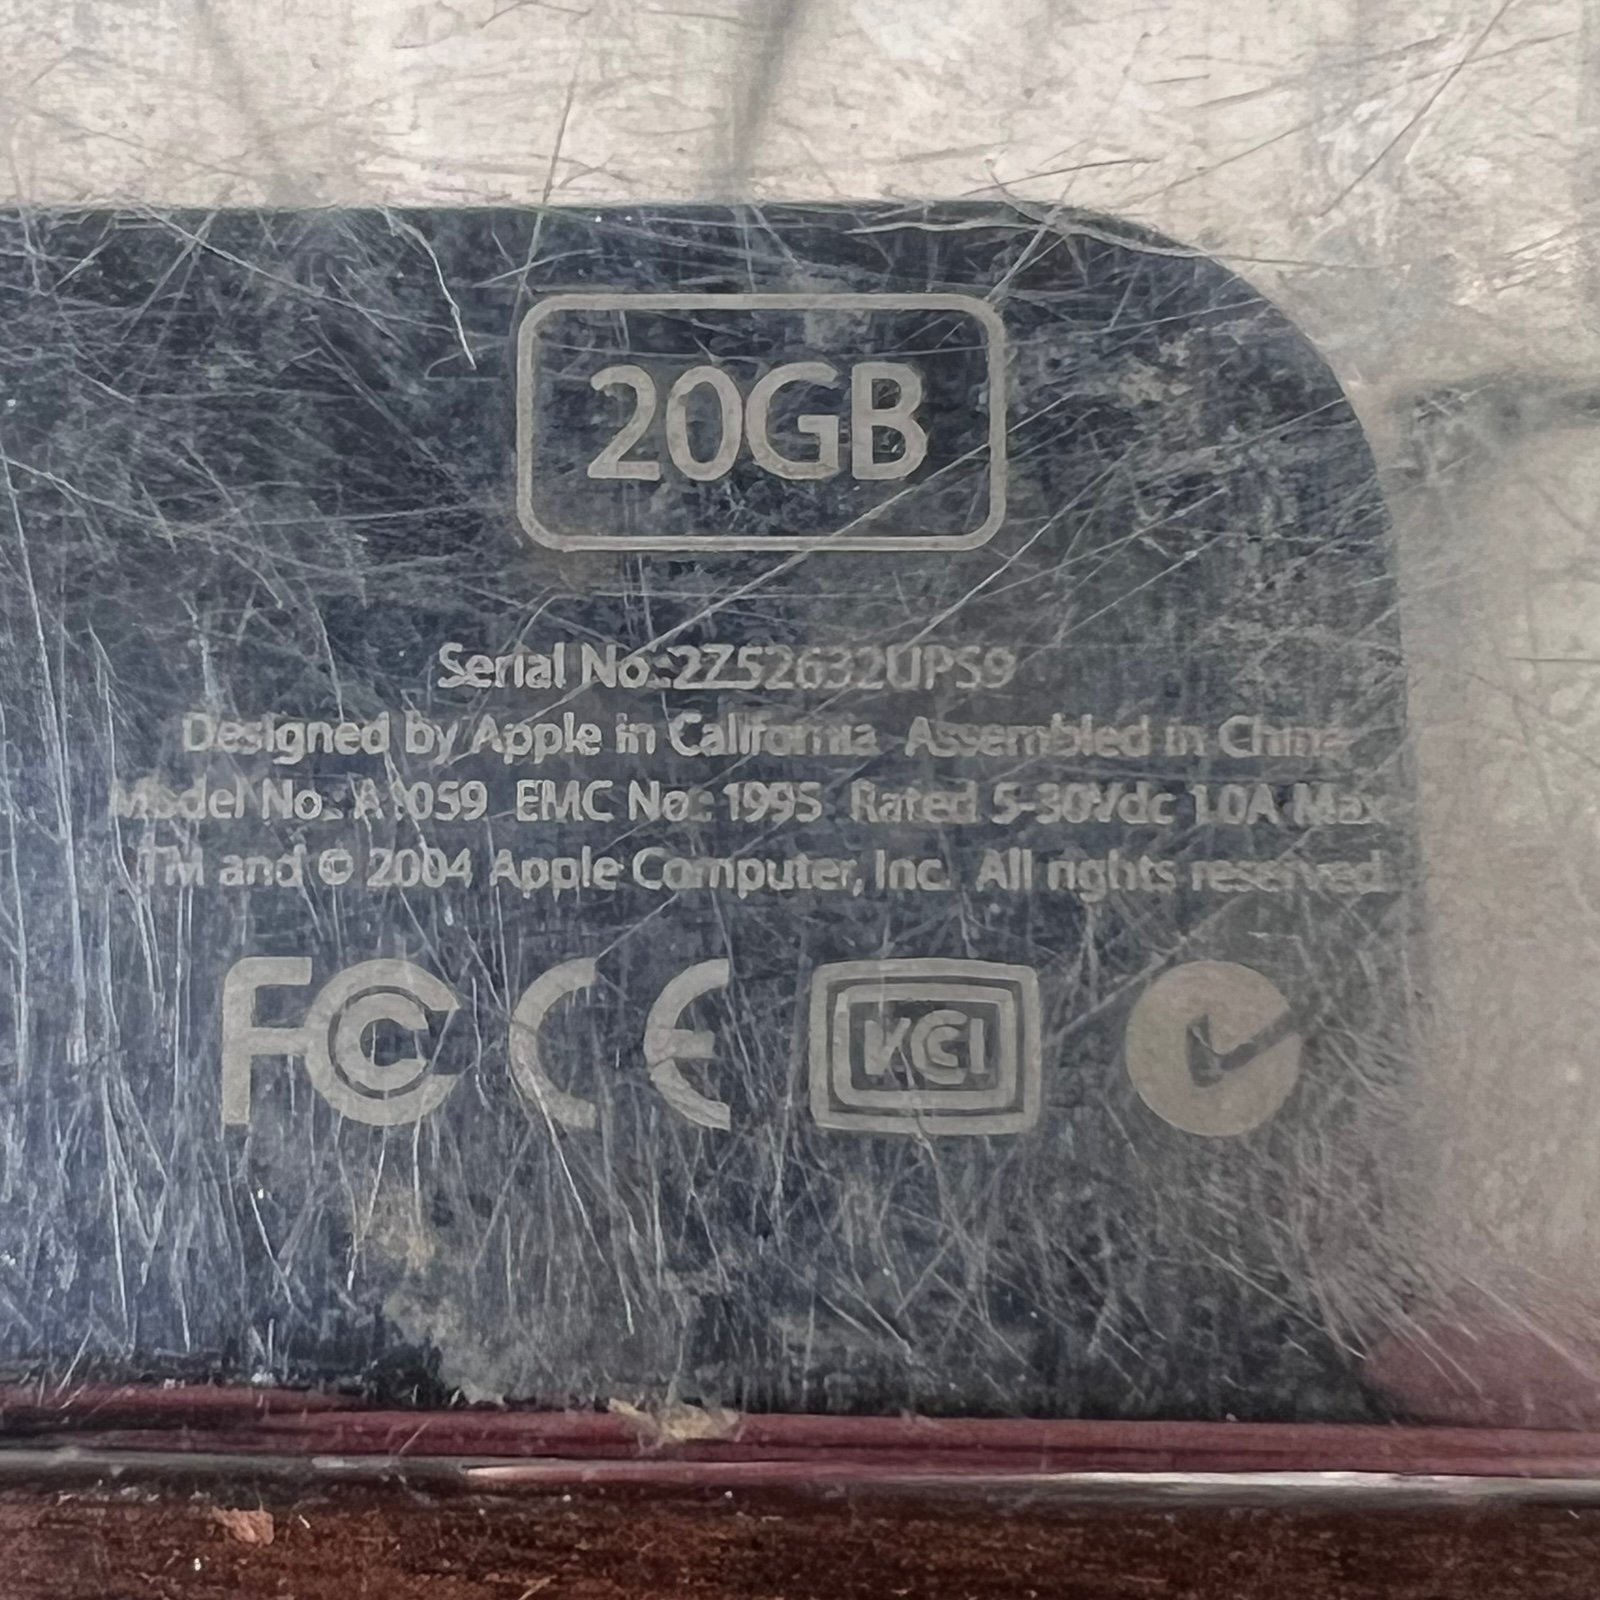 20GB
Serial No.:2Z52632UPS9
Designed by Apple in California Assembled in China
Model No.: A1059 EMC No.: 1995 Rated 5-30Vdc 1.0A Max
TM and © 2004 Apple Computer, Inc. All rights reserved.
FC CE KCI